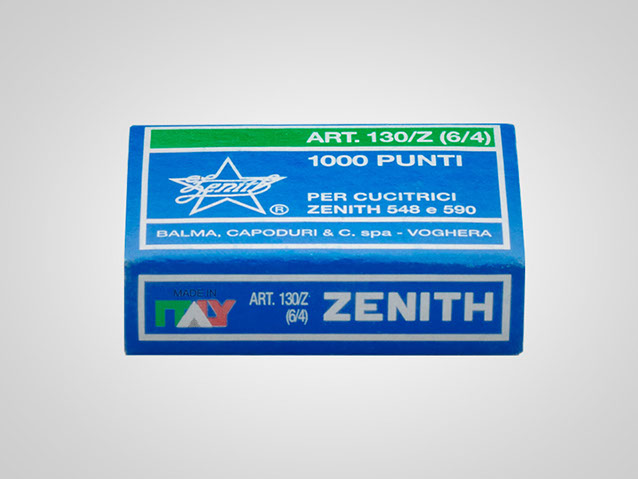 ART. 130/Z (6/4)
1000 PUNTI
Zenith ®
PER CUCITRICI
ZENITH 548 e 590
BALMA, CAPODURI & C. spa - VOGHERA
MADE IN
ITALY
ART. 130/Z
(6/4)
ZENITH